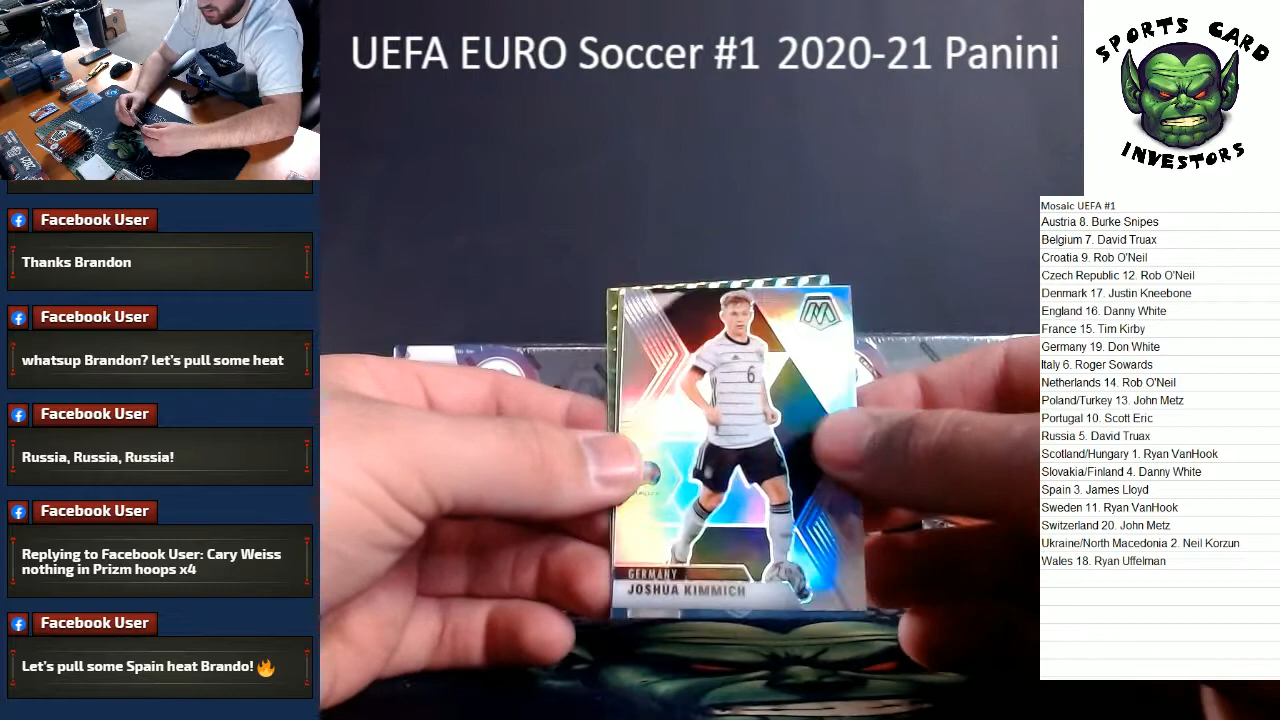 UEFA EURO Soccer #1 2020-21 Panini
SPORTS CARD
INVESTORS
Facebook User
Thanks Brandon
Facebook User
whatsup Brandon? let's pull some heat
Facebook User
Russia, Russia, Russia!
Facebook User
Replying to Facebook User: Cary Weiss
nothing in Prizm hoops x4
Facebook User
Let's pull some Spain heat Brando!🔥
6
GERMANY
JOSHUA KIMMICH
Mosaic UEFA #1
Austria 8. Burke Snipes
Belgium 7. David Truax
Croatia 9. Rob O'Neil
Czech Republic 12. Rob O'Neil
Denmark 17. Justin Kneebone
England 16. Danny White
France 15. Tim Kirby
Germany 19. Don White
Italy 6. Roger Sowards
Netherlands 14. Rob O'Neil
Poland/Turkey 13. John Metz
Portugal 10. Scott Eric
Russia 5. David Truax
Scotland/Hungary 1. Ryan VanHook
Slovakia/Finland 4. Danny White
Spain 3. James Lloyd
Sweden 11. Ryan VanHook
Switzerland 20. John Metz
Ukraine/North Macedonia 2. Neil Korzun
Wales 18. Ryan Uffelman